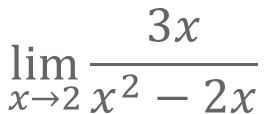 lim x→2 3x / (x² − 2x)